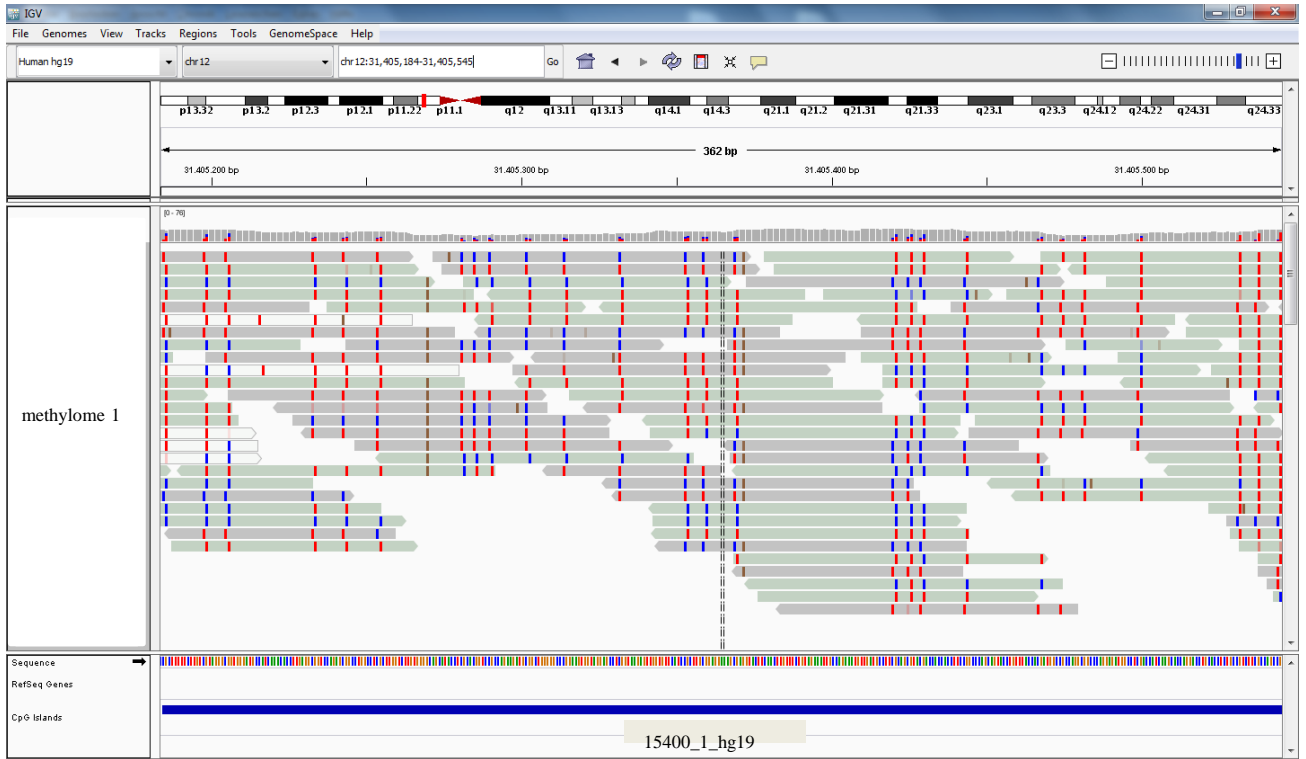 IGV
File Genomes View Tracks Regions Tools GenomeSpace Help
Human hg19 chr12 chr12:31,405,184-31,405,545 Go
p13.32 p13.2 p12.3 p12.1 p11.22 p11.1 q12 q13.11 q13.13 q14.1 q14.3 q21.1 q21.2 q21.31 q21.33 q23.1 q23.3 q24.12 q24.22 q24.31 q24.33
362 bp
31.405.200 bp 31.405.300 bp 31.405.400 bp 31.405.500 bp
[0 - 76]
methylome 1
Sequence
RefSeq Genes
CpG Islands
15400_1_hg19